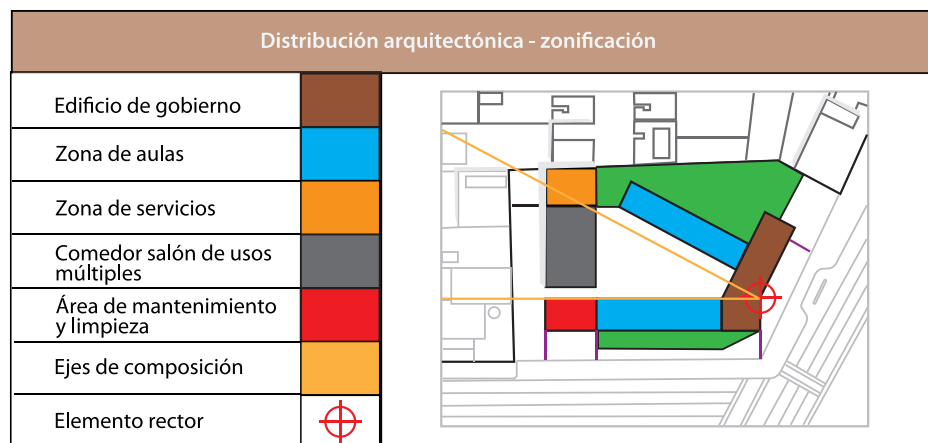 Distribución arquitectónica - zonificación
Edificio de gobierno
Zona de aulas
Zona de servicios
Comedor salón de usos
múltiples
Área de mantenimiento
y limpieza
Ejes de composición
Elemento rector